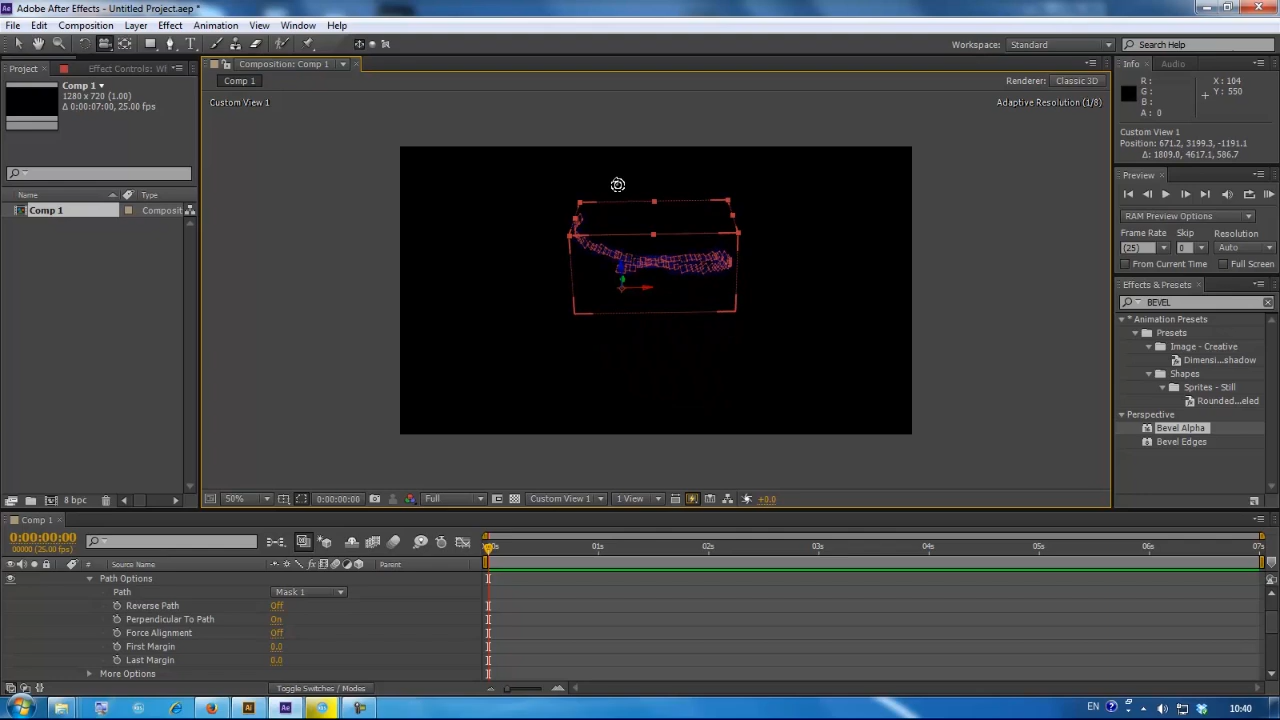 Adobe After Effects - Untitled Project.aep *
File Edit Composition Layer Effect Animation View Window Help
Workspace: Standard Search Help
Project Effect Controls: Composition: Comp 1 Info Audio
Comp 1
1280 x 720 (1.00)
Δ 0:00:07:00, 25.00 fps
Comp 1
Renderer: Classic 3D
R :
G :
B :
A : 0
X : 104
Y : 550
Custom View 1
Adaptive Resolution (1/8)
Custom View 1
Position: 671.2, 3199.3, -1191.1
Δ: 1809.0, 4617.1, 586.7
Preview
Name Type
Comp 1 Composit
RAM Preview Options
Frame Rate Skip Resolution
(25) 0 Auto
From Current Time Full Screen
Effects & Presets
BEVEL
* Animation Presets
Presets
Image - Creative
Dimensi...shadow
Shapes
Sprites - Still
Rounded...eled
Perspective
Bevel Alpha
Bevel Edges
8 bpc 50% 0:00:00:00 Full Custom View 1 1 View +0.0
Comp 1
0:00:00:00
00000 (25.00 fps)
01s 02s 03s 04s 05s 06s 07s
# Source Name Parent
Path Options
Path Mask 1
Reverse Path Off
Perpendicular To Path On
Force Alignment Off
First Margin 0.0
Last Margin 0.0
More Options
Toggle Switches / Modes
EN 10:40